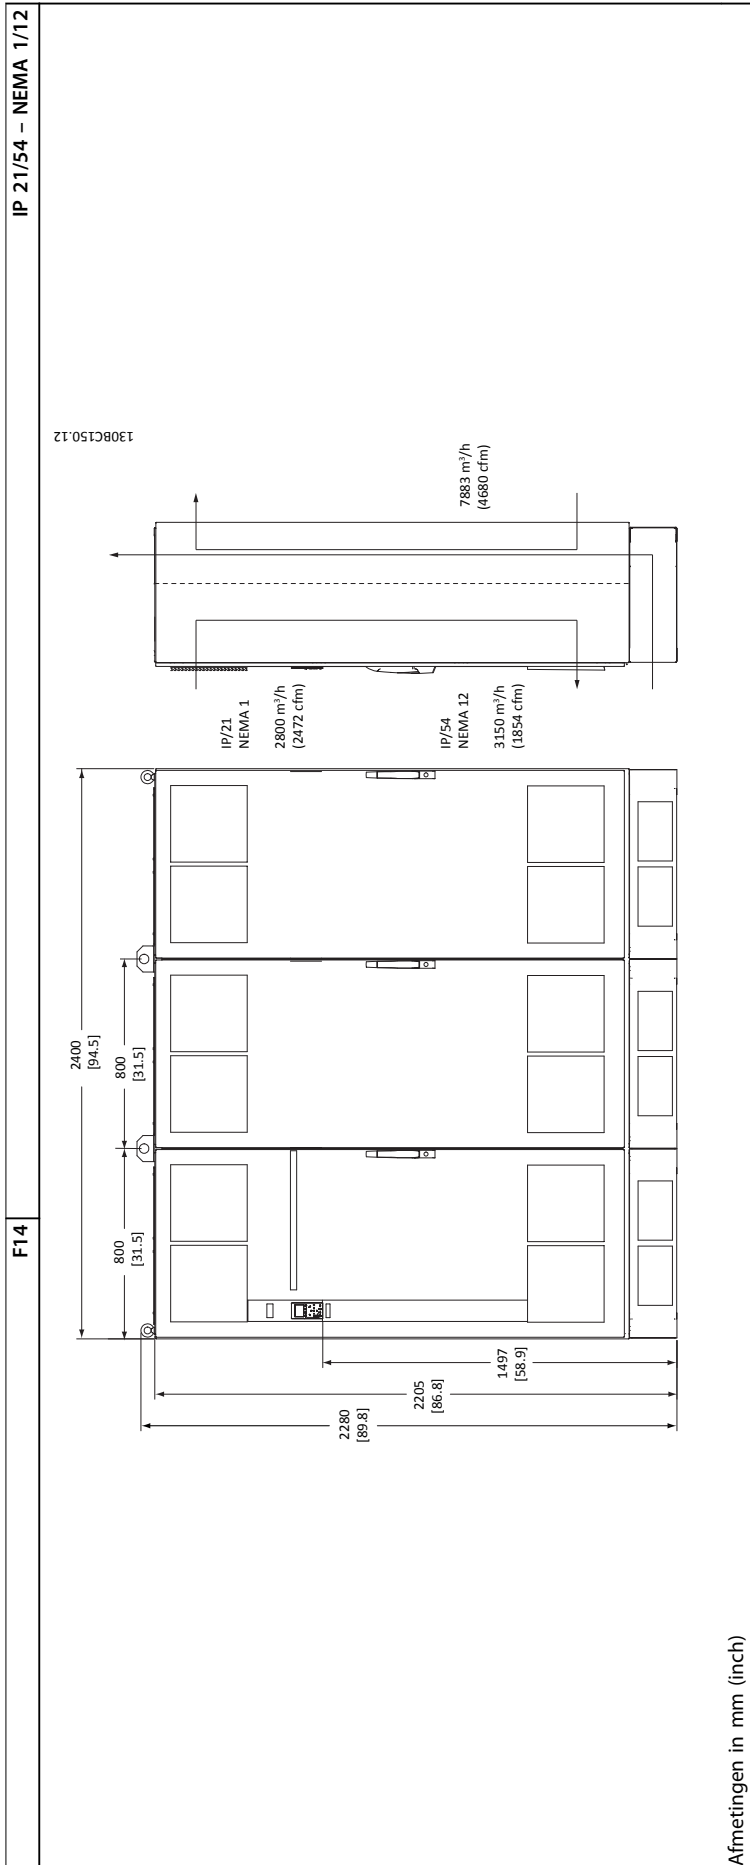 F14
IP 21/54 – NEMA 1/12
130BC150.12
2400
[94.5]
800
[31.5]
800
[31.5]
IP/21
NEMA 1
2800 m³/h
(2472 cfm)
IP/54
NEMA 12
3150 m³/h
(1854 cfm)
7883 m³/h
(4680 cfm)
2280
[89.8]
2205
[86.8]
1497
[58.9]
Afmetingen in mm (inch)